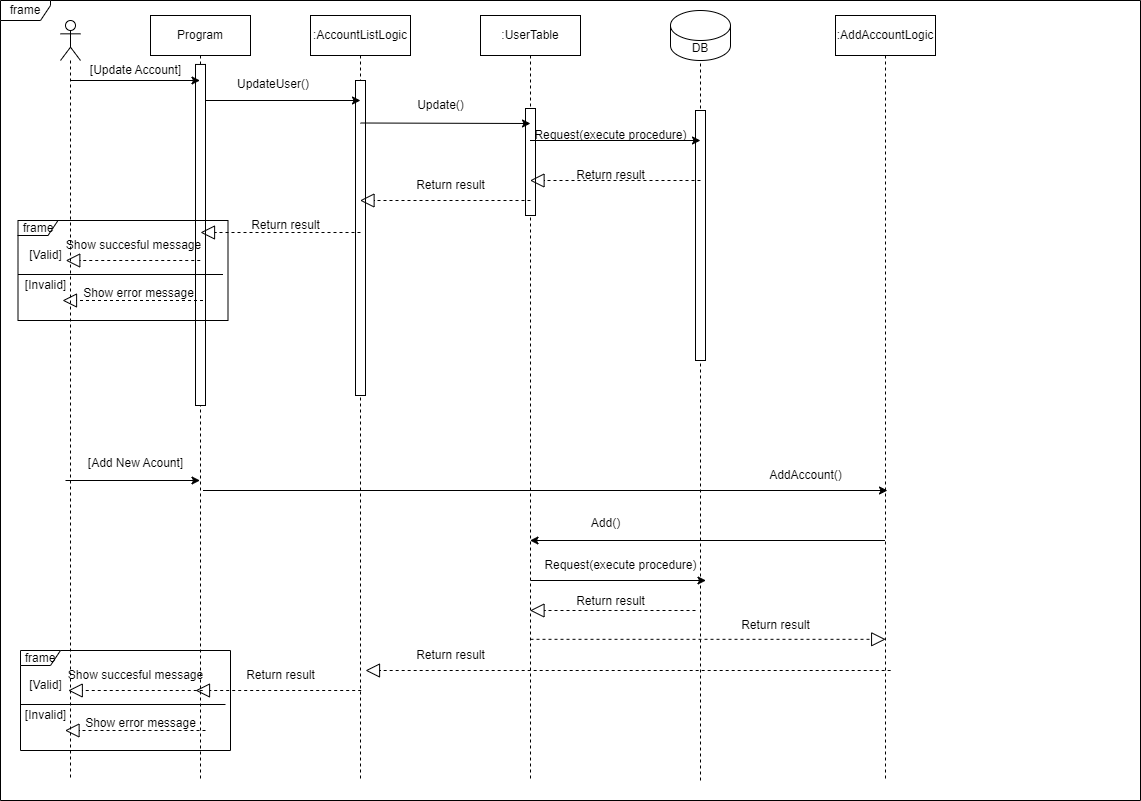 frame
Program
:AccountListLogic
:UserTable
DB
:AddAccountLogic
[Update Account]
UpdateUser()
Update()
Request(execute procedure)
Return result
Return result
Return result
frame
Show succesful message
[Valid]
[Invalid]
Show error message
[Add New Acount]
AddAccount()
Add()
Request(execute procedure)
Return result
Return result
Return result
frame
Show succesful message
Return result
[Valid]
[Invalid]
Show error message